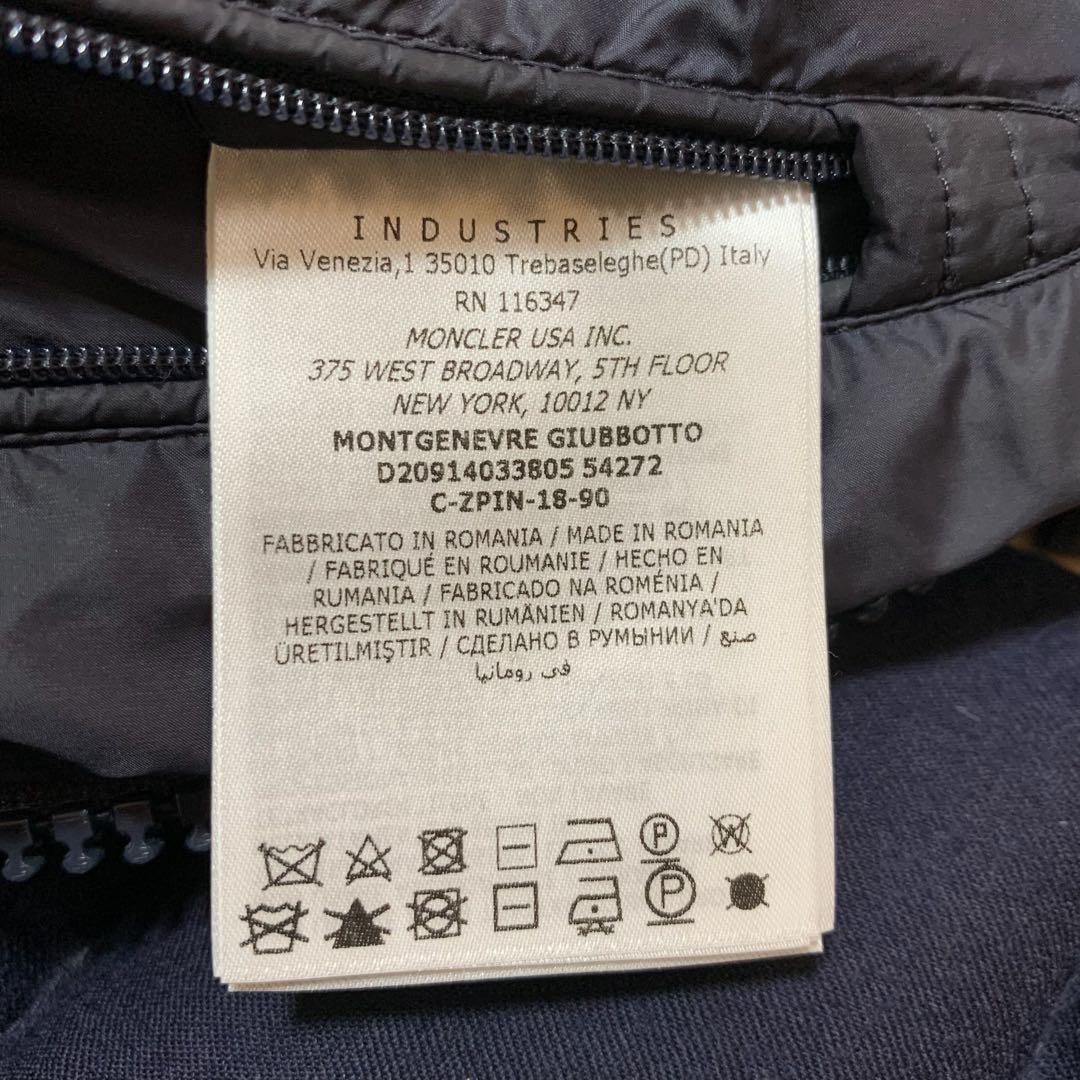 INDUSTRIES
Via Venezia,1 35010 Trebaseleghe(PD) Italy
RN 116347
MONCLER USA INC.
375 WEST BROADWAY, 5TH FLOOR
NEW YORK, 10012 NY
MONTGENEVRE GIUBBOTTO
D20914033805 54272
C-ZPIN-18-90
FABBRICATO IN ROMANIA / MADE IN ROMANIA
/ FABRIQUÉ EN ROUMANIE / HECHO EN
RUMANIA / FABRICADO NA ROMÉNIA /
HERGESTELLT IN RUMÄNIEN / ROMANYA'DA
ÜRETILMIŞTIR / СДЕЛАНО В РУМЫНИИ / صنع
في رومانيا
P W
P